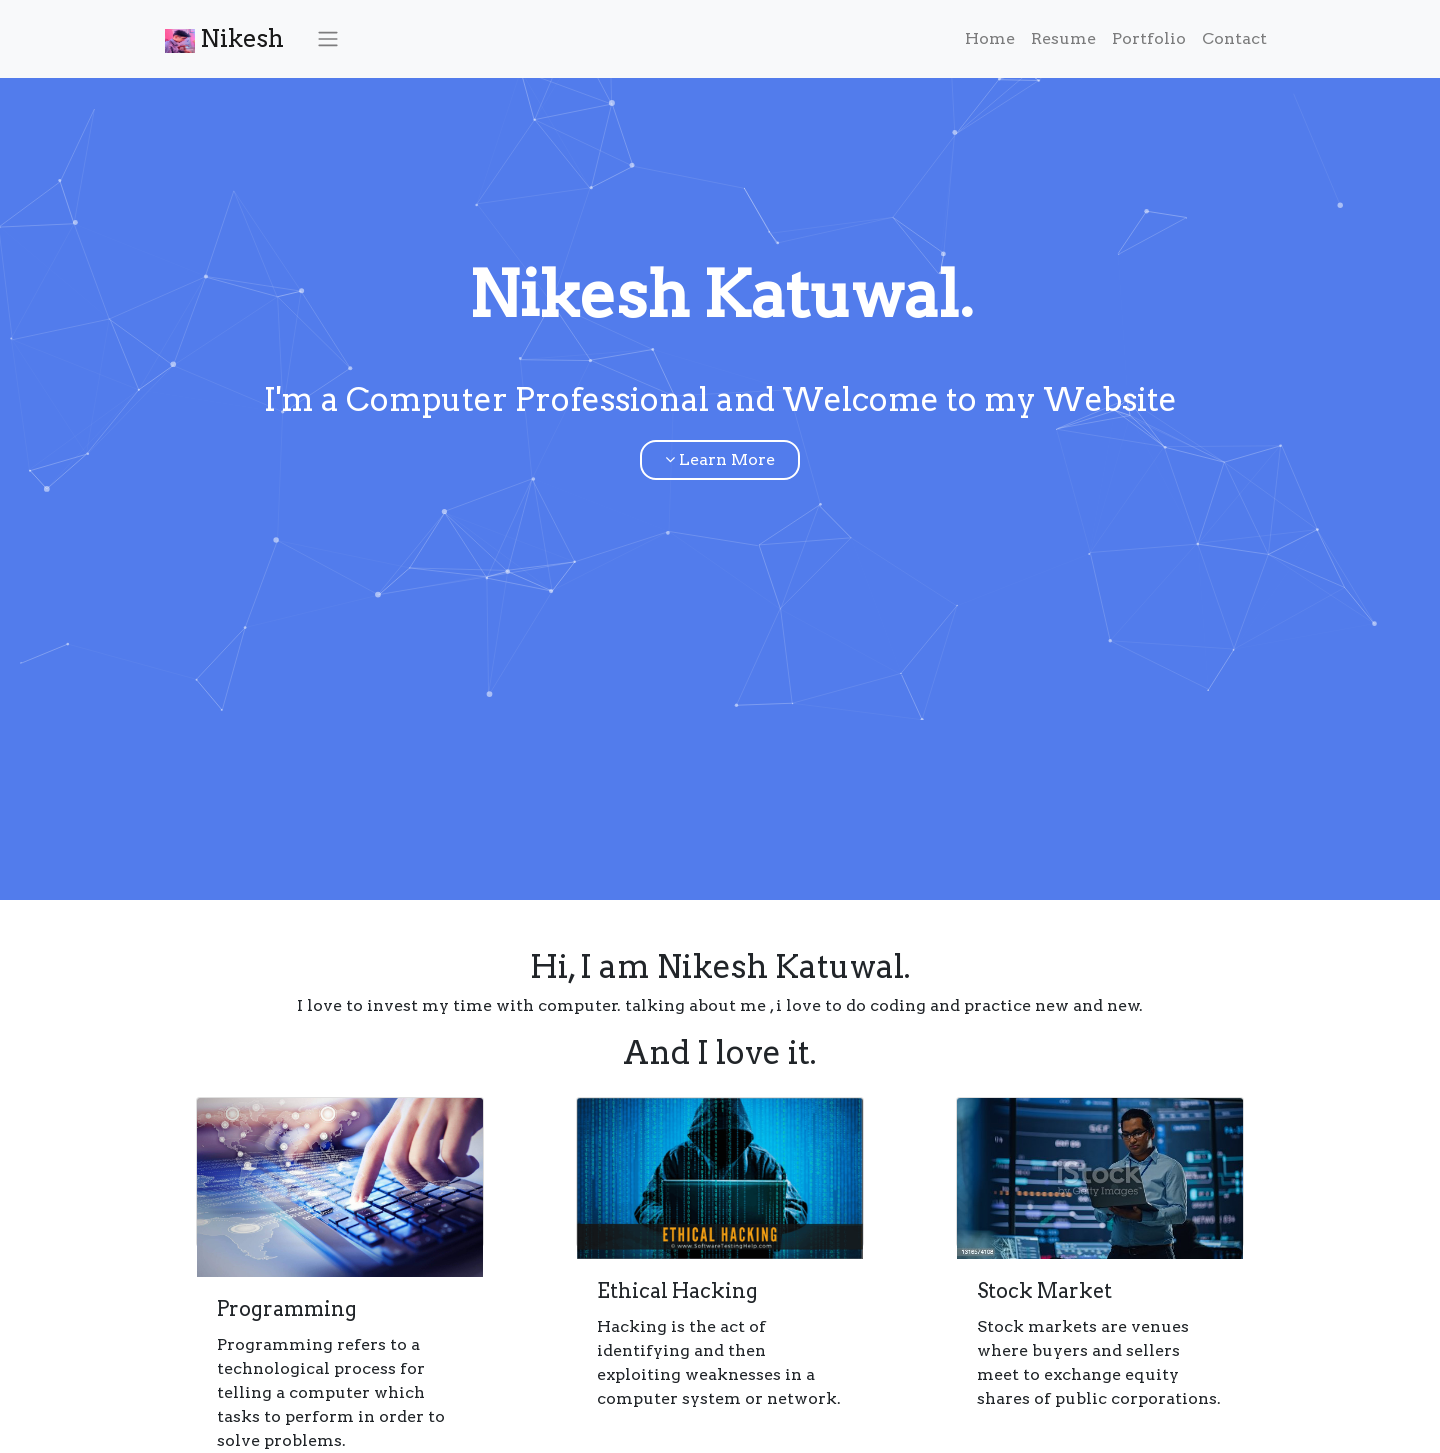 Nikesh
Home Resume Portfolio Contact
Nikesh Katuwal.
I'm a Computer Professional and Welcome to my Website
Learn More
Hi, I am Nikesh Katuwal.
I love to invest my time with computer. talking about me , i love to do coding and practice new and new.
And I love it.
ETHICAL HACKING
© www.SoftwareTestingHelp.com
iStock
by Getty Images™
Programming
Programming refers to a
technological process for
telling a computer which
tasks to perform in order to
solve problems.
Ethical Hacking
Hacking is the act of
identifying and then
exploiting weaknesses in a
computer system or network.
Stock Market
Stock markets are venues
where buyers and sellers
meet to exchange equity
shares of public corporations.